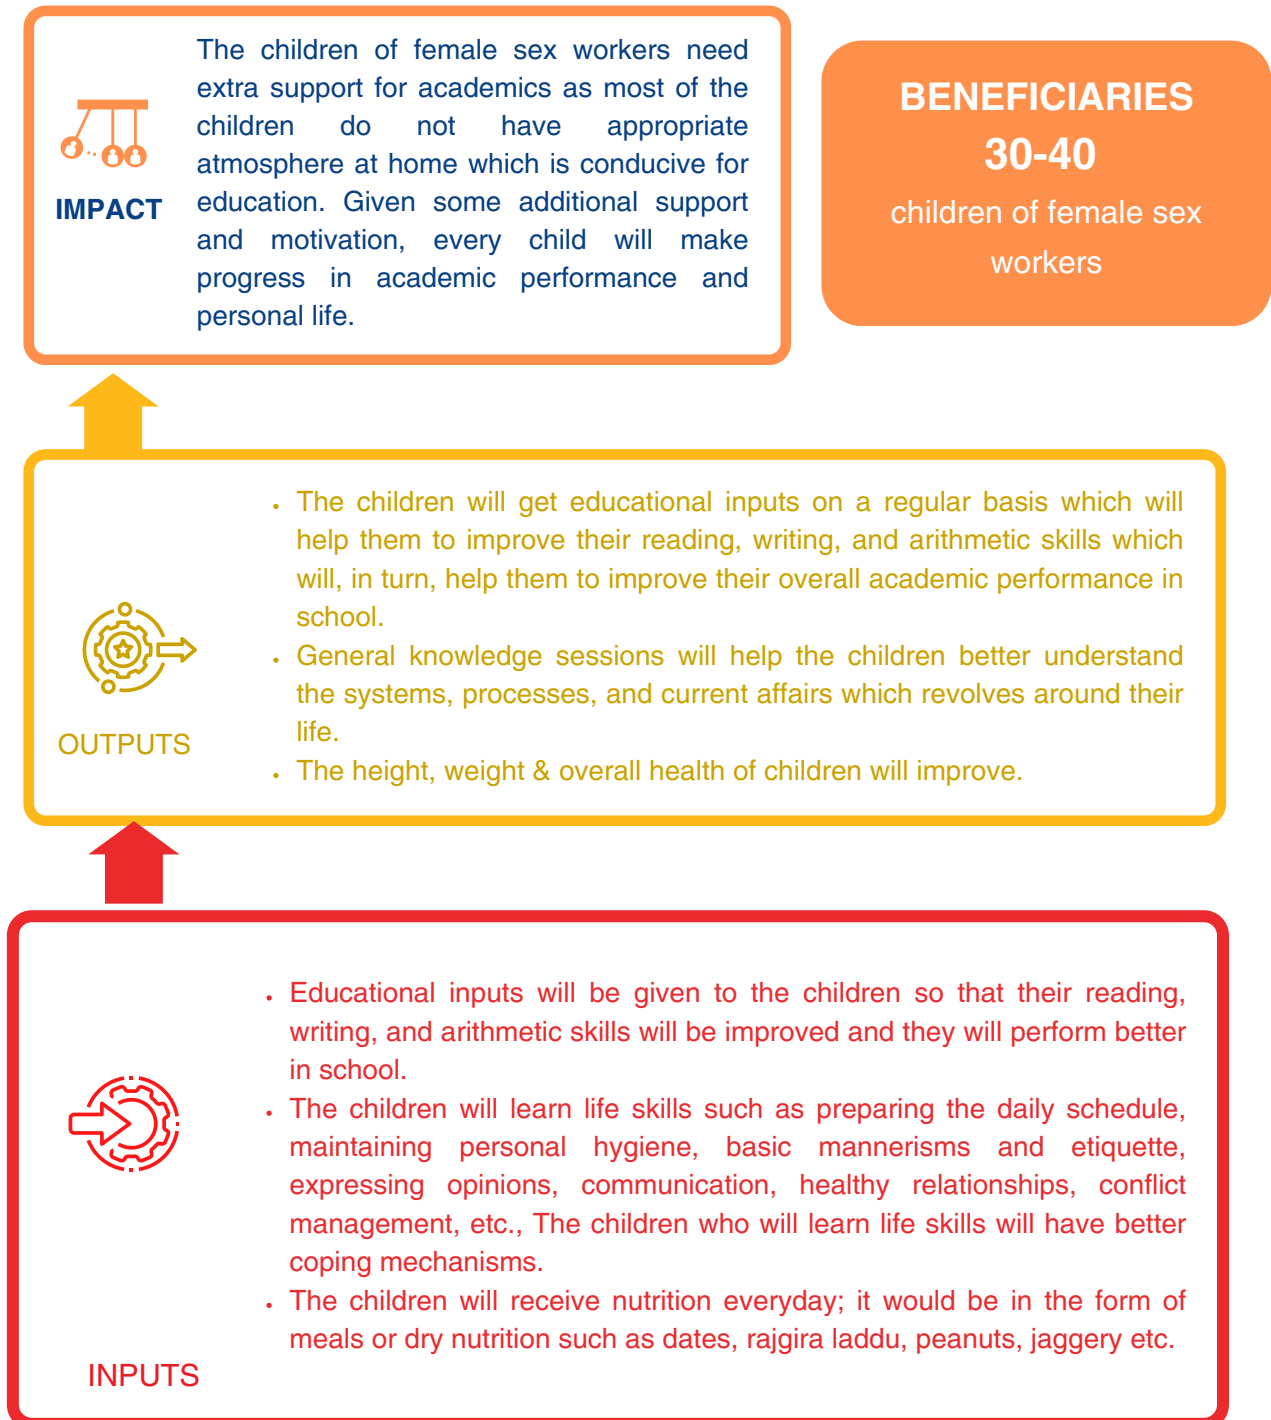 The children of female sex workers need
extra support for academics as most of the
children do not have appropriate
atmosphere at home which is conducive for
education. Given some additional support
and motivation, every child will make
progress in academic performance and
personal life.
IMPACT
BENEFICIARIES
30-40
children of female sex
workers
• The children will get educational inputs on a regular basis which will
help them to improve their reading, writing, and arithmetic skills which
will, in turn, help them to improve their overall academic performance in
school.
• General knowledge sessions will help the children better understand
the systems, processes, and current affairs which revolves around their
life.
• The height, weight & overall health of children will improve.
OUTPUTS
• Educational inputs will be given to the children so that their reading,
writing, and arithmetic skills will be improved and they will perform better
in school.
• The children will learn life skills such as preparing the daily schedule,
maintaining personal hygiene, basic mannerisms and etiquette,
expressing opinions, communication, healthy relationships, conflict
management, etc., The children who will learn life skills will have better
coping mechanisms.
• The children will receive nutrition everyday; it would be in the form of
meals or dry nutrition such as dates, rajgira laddu, peanuts, jaggery etc.
INPUTS